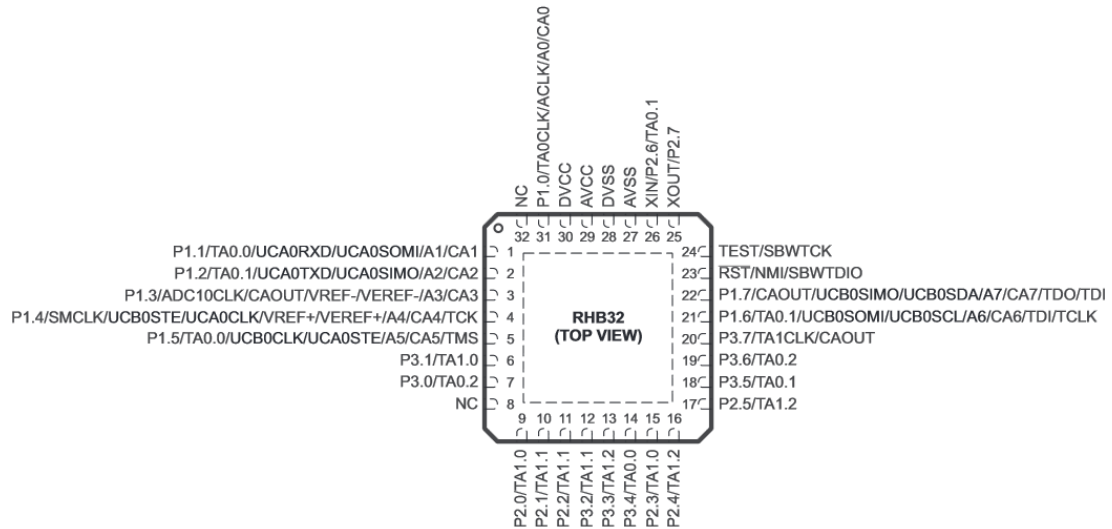 P1.0/TA0CLK/ACLK/A0/CA0
XIN/P2.6/TA0.1
XOUT/P2.7
NC
DVCC
AVCC
DVSS
AVSS
32 31 30 29 28 27 26 25
P1.1/TA0.0/UCA0RXD/UCA0SOMI/A1/CA1 1
P1.2/TA0.1/UCA0TXD/UCA0SIMO/A2/CA2 2
P1.3/ADC10CLK/CAOUT/VREF-/VEREF-/A3/CA3 3
P1.4/SMCLK/UCB0STE/UCA0CLK/VREF+/VEREF+/A4/CA4/TCK 4
P1.5/TA0.0/UCB0CLK/UCA0STE/A5/CA5/TMS 5
P3.1/TA1.0 6
P3.0/TA0.2 7
NC 8
RHB32
(TOP VIEW)
24 TEST/SBWTCK
23 RST/NMI/SBWTDIO
22 P1.7/CAOUT/UCB0SIMO/UCB0SDA/A7/CA7/TDO/TDI
21 P1.6/TA0.1/UCB0SOMI/UCB0SCL/A6/CA6/TDI/TCLK
20 P3.7/TA1CLK/CAOUT
19 P3.6/TA0.2
18 P3.5/TA0.1
17 P2.5/TA1.2
9 10 11 12 13 14 15 16
P2.0/TA1.0
P2.1/TA1.1
P2.2/TA1.1
P3.2/TA1.1
P3.3/TA1.2
P3.4/TA0.0
P2.3/TA1.0
P2.4/TA1.2